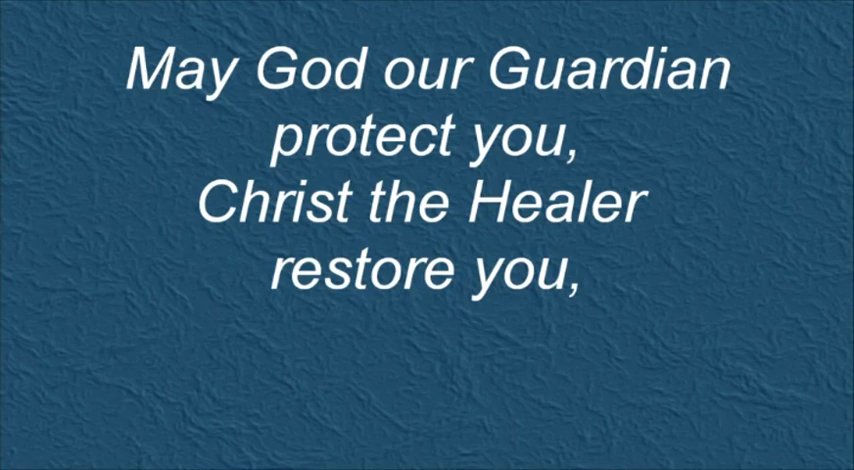 May God our Guardian
protect you,
Christ the Healer
restore you,